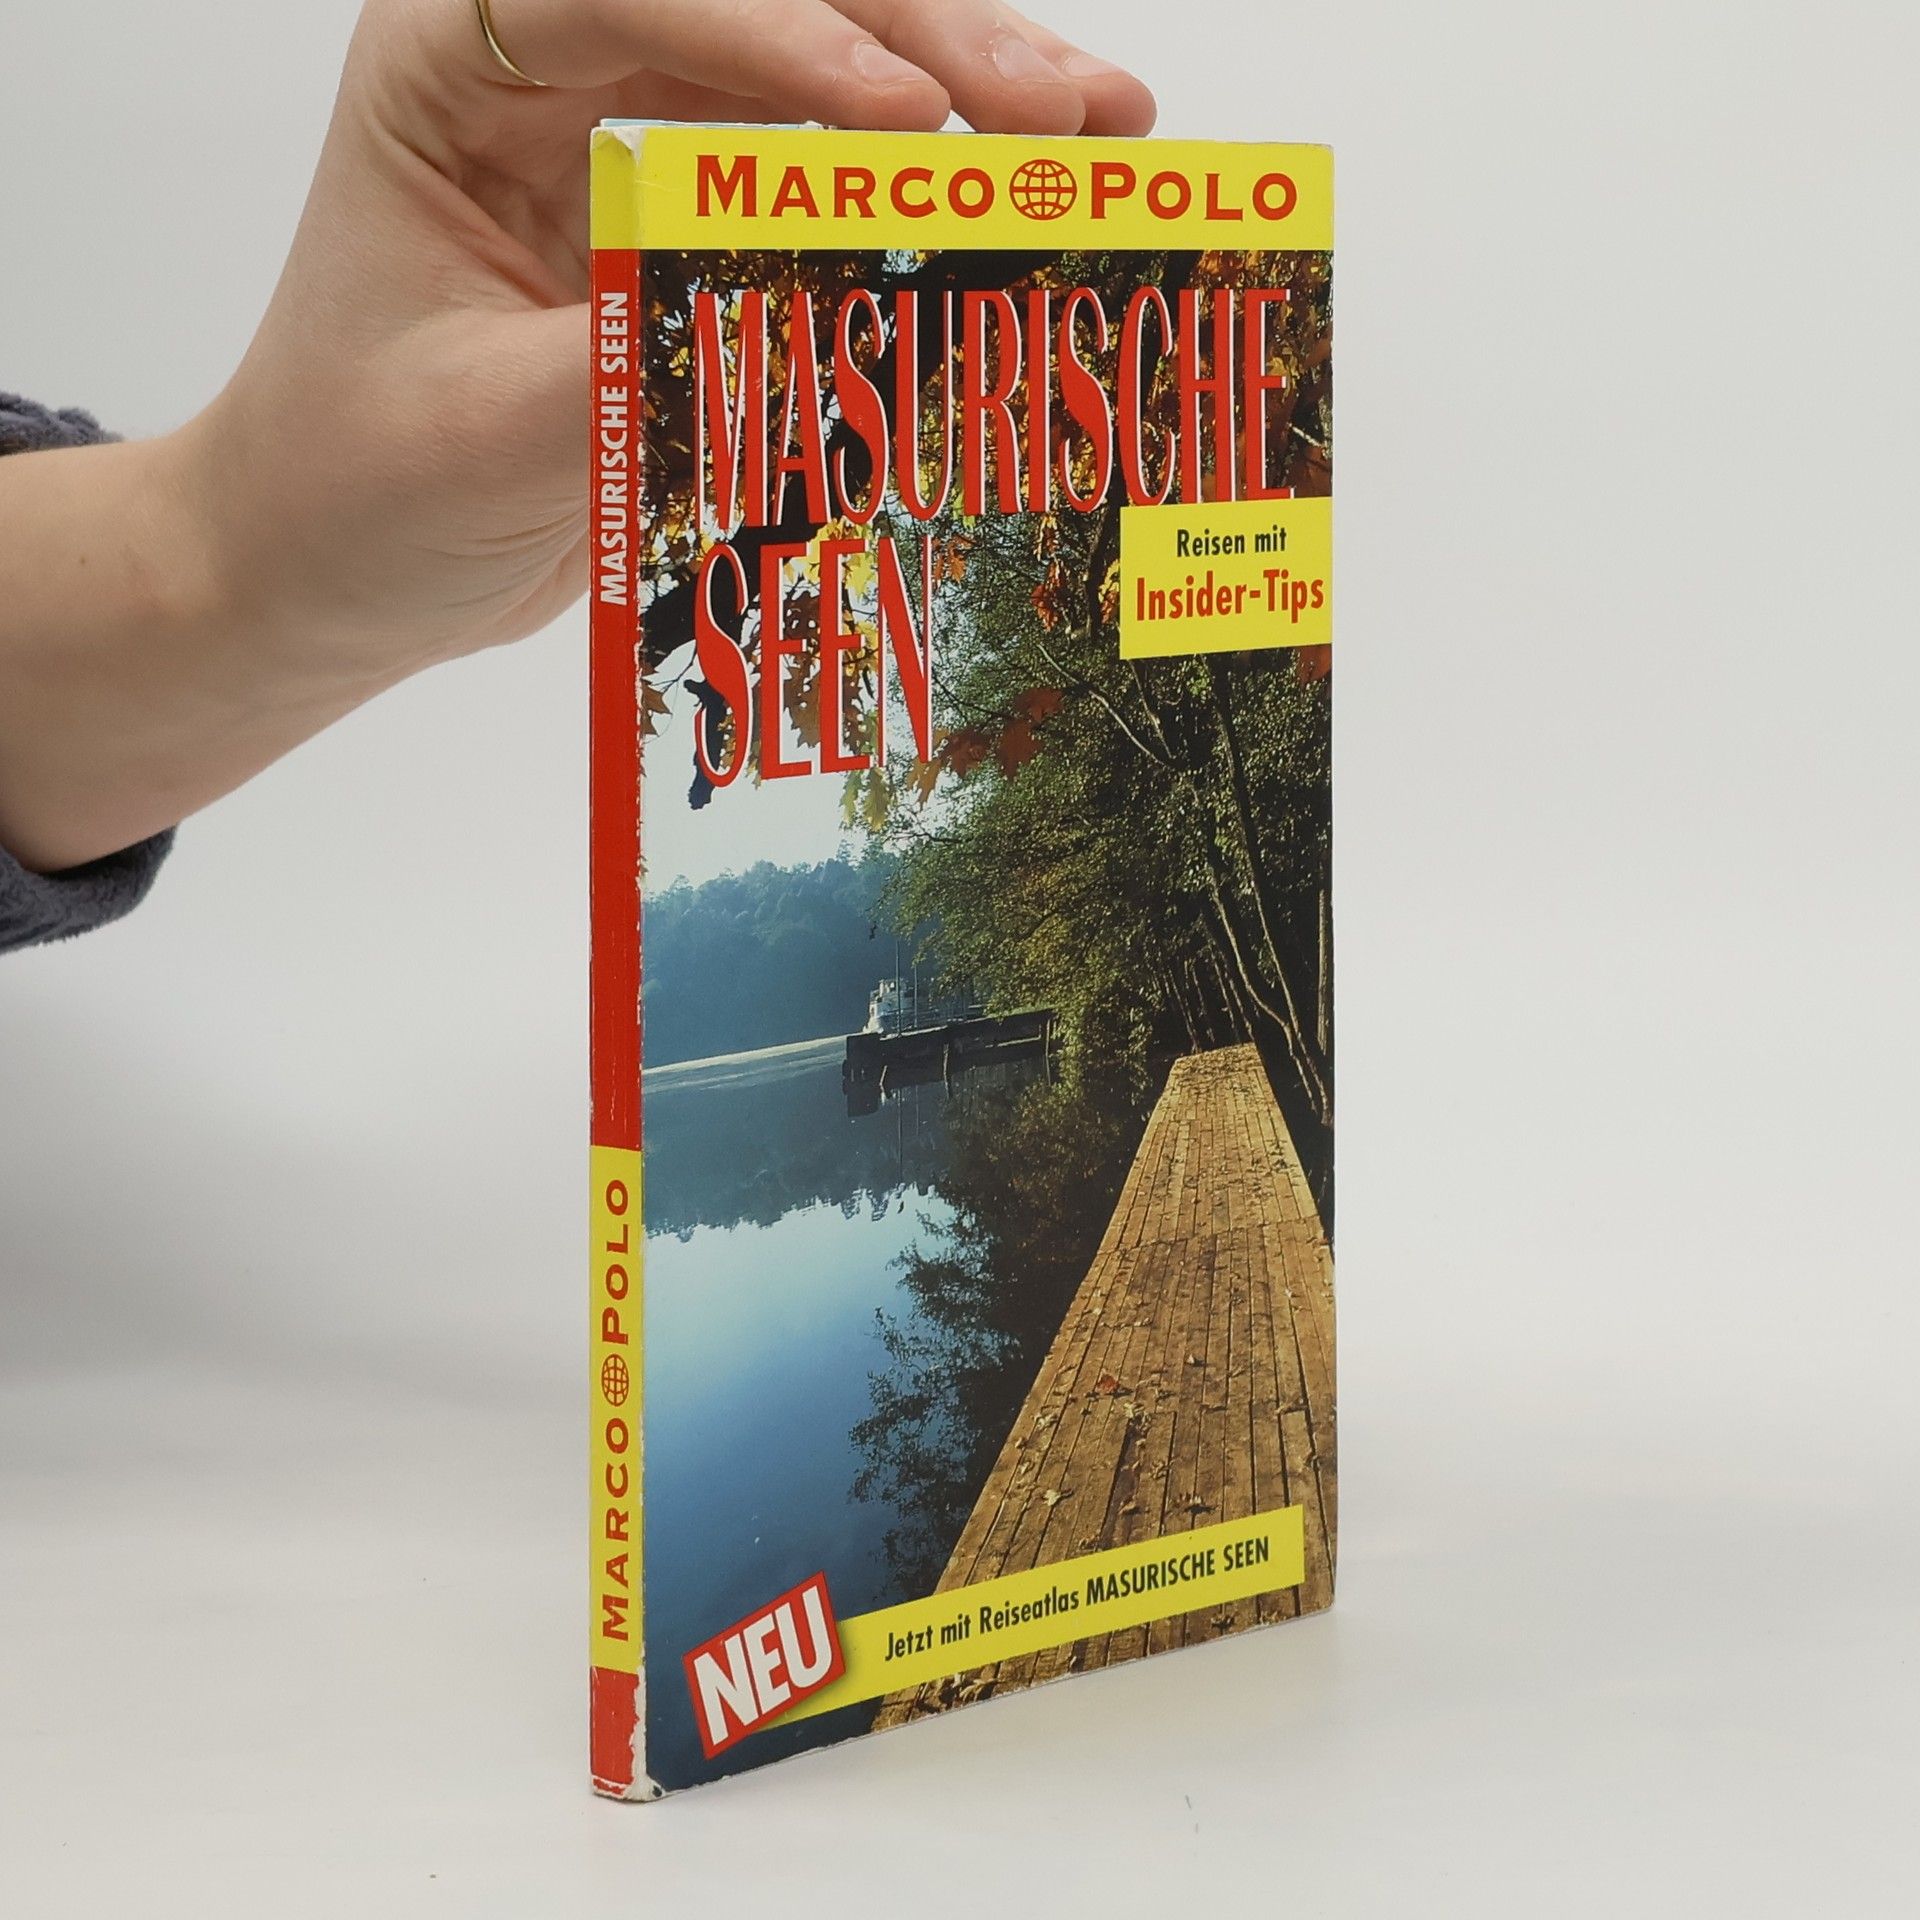 MARCO POLO
MASURISCHE
SEEN
Reisen mit
Insider-Tips
NEU
Jetzt mit Reiseatlas MASURISCHE SEEN
MASURISCHE SEEN
MARCO POLO